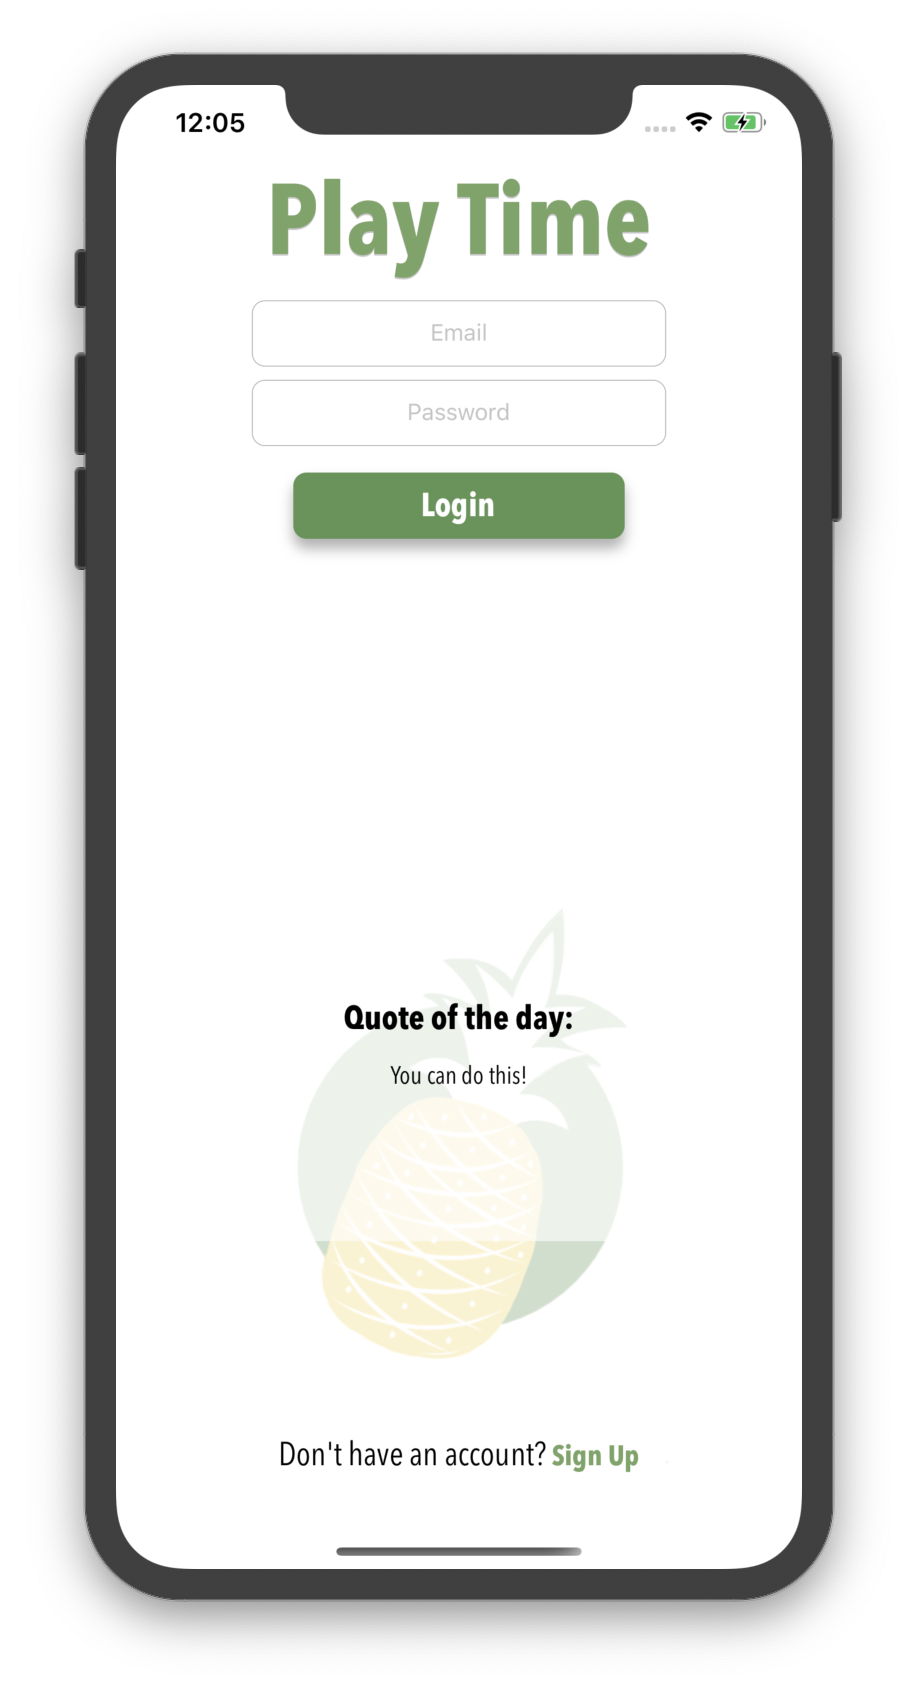 12:05
Play Time
Email
Password
Login
Quote of the day:
You can do this!
Don't have an account? Sign Up